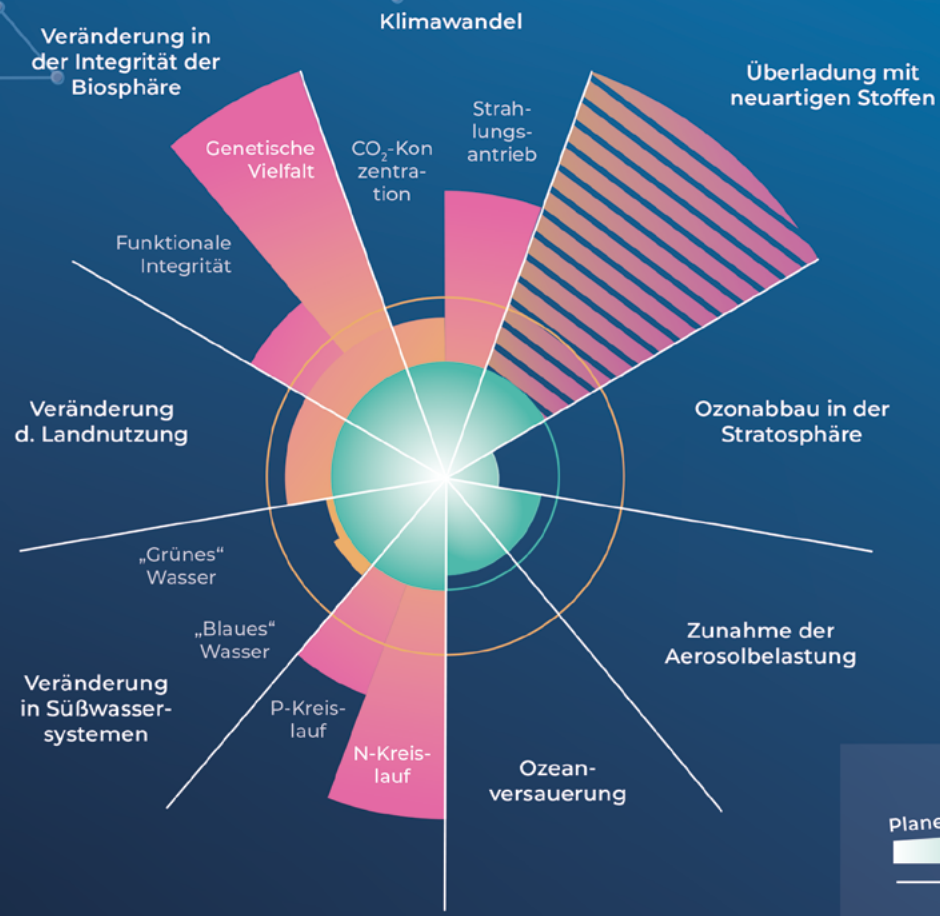 Klimawandel
Veränderung in
der Integrität der
Biosphäre
Überladung mit
neuartigen Stoffen
Strah-
lungs-
antrieb
Genetische
Vielfalt
CO₂-Kon
zentra-
tion
Funktionale
Integrität
Veränderung
d. Landnutzung
Ozonabbau in der
Stratosphäre
„Grünes“
Wasser
„Blaues“
Wasser
Zunahme der
Aerosolbelastung
Veränderung
in Süßwasser-
systemen
P-Kreis-
lauf
N-Kreis-
lauf
Ozean-
versauerung
Plane